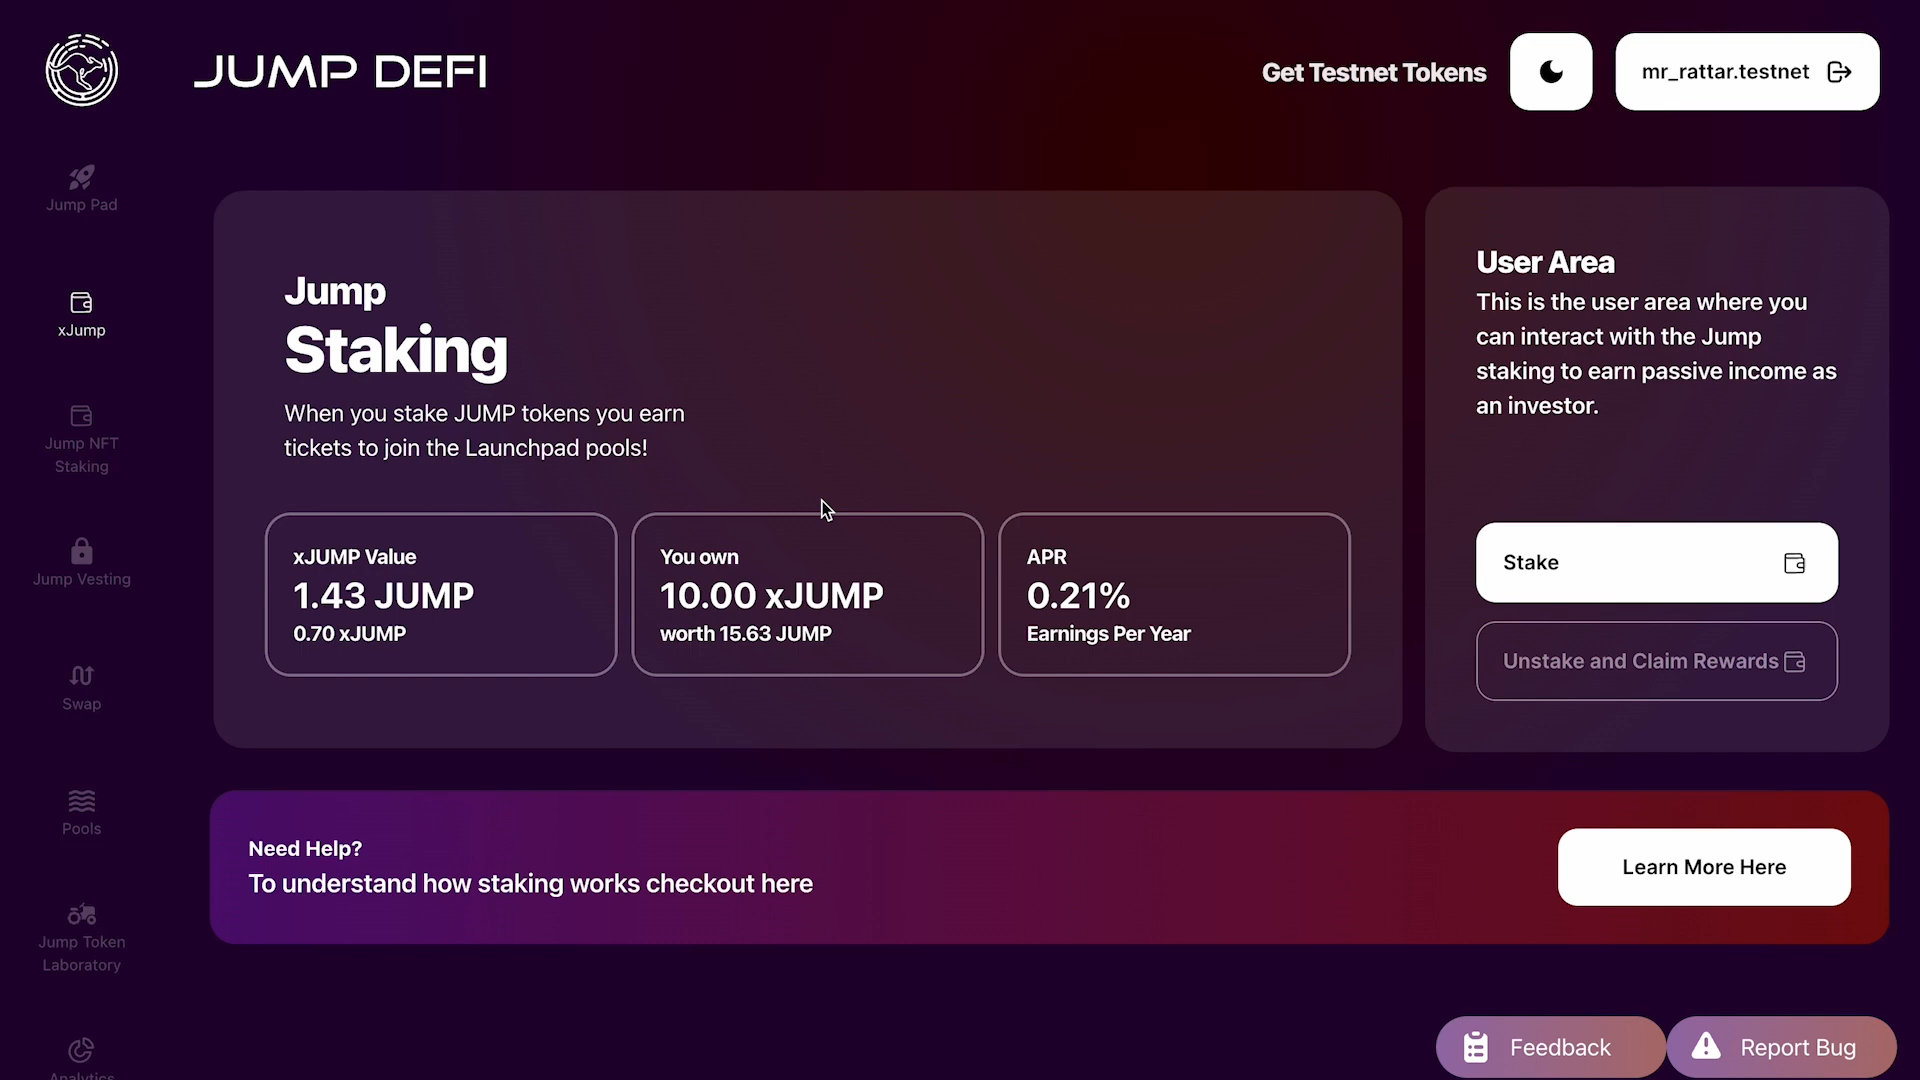 JUMP DEFI
Get Testnet Tokens
mr_rattar.testnet
Jump Pad
xJump
Jump NFT
Staking
Jump Vesting
Swap
Pools
Jump Token
Laboratory
Analytics
Jump
Staking
When you stake JUMP tokens you earn
tickets to join the Launchpad pools!
xJUMP Value
1.43 JUMP
0.70 xJUMP
You own
10.00 xJUMP
worth 15.63 JUMP
APR
0.21%
Earnings Per Year
User Area
This is the user area where you
can interact with the Jump
staking to earn passive income as
an investor.
Stake
Unstake and Claim Rewards
Need Help?
To understand how staking works checkout here
Learn More Here
Feedback
Report Bug